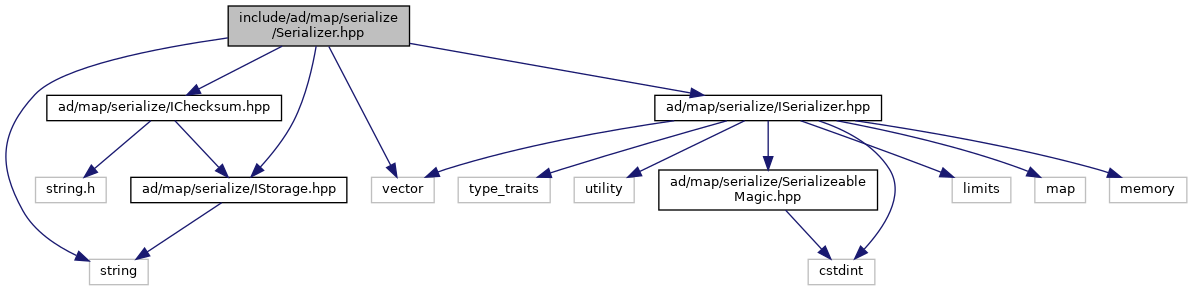 include/ad/map/serialize
/Serializer.hpp
ad/map/serialize/IChecksum.hpp
ad/map/serialize/ISerializer.hpp
string.h
ad/map/serialize/IStorage.hpp
vector
type_traits
utility
ad/map/serialize/Serializeable
Magic.hpp
limits
map
memory
string
cstdint